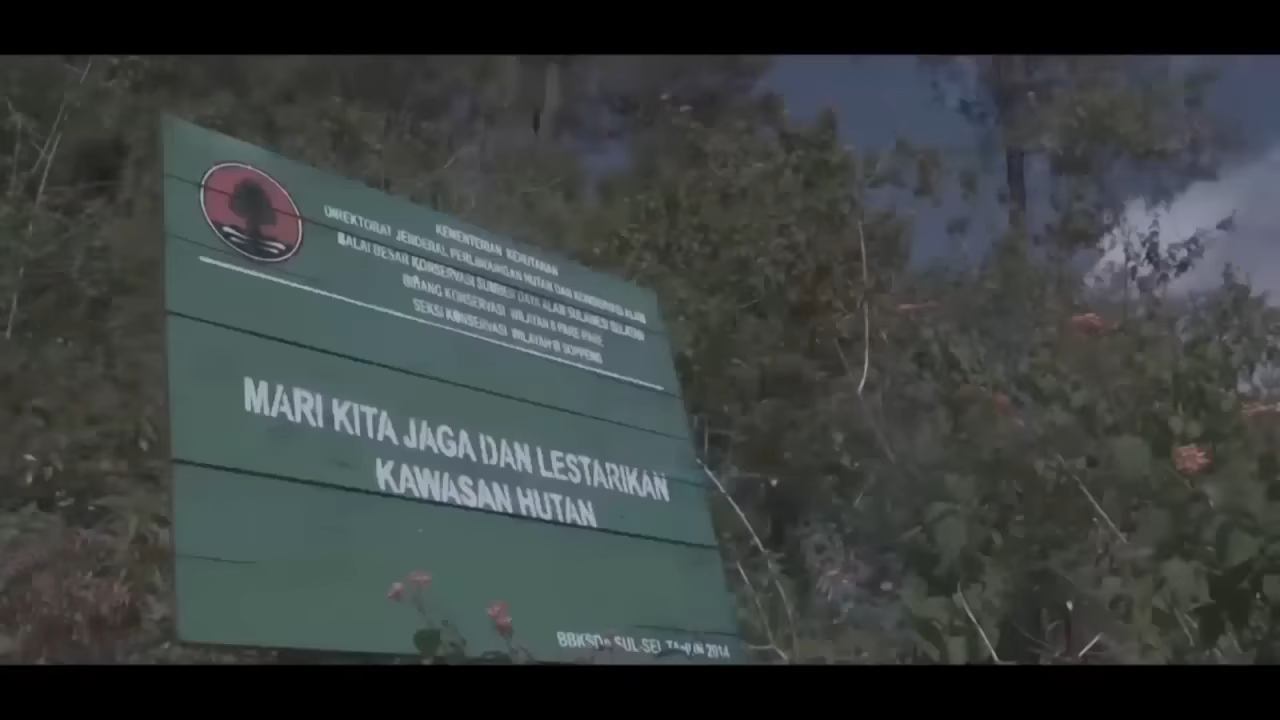 KEMENTERIAN KEHUTANAN
DIREKTORAT JENDERAL PERLINDUNGAN HUTAN DAN KONSERVASI ALAM
BALAI BESAR KONSERVASI SUMBER DAYA ALAM SULAWESI SELATAN
BIDANG KONSERVASI WILAYAH II PARE-PARE
SEKSI KONSERVASI WILAYAH III SOPPENG
MARI KITA JAGA DAN LESTARIKAN
KAWASAN HUTAN
BBKSDA SUL-SEL TAHUN 2014